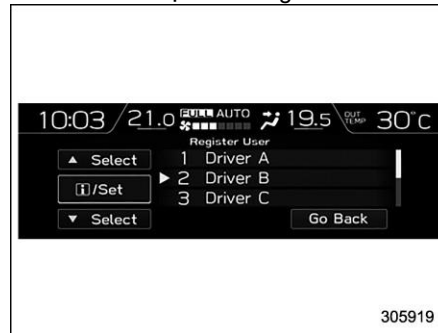 10:03 21.0 FULL AUTO 19.5 OUT TEMP 30°C
Register User
▲ Select
1 Driver A
i/Set
▶ 2 Driver B
3 Driver C
▼ Select
Go Back
305919